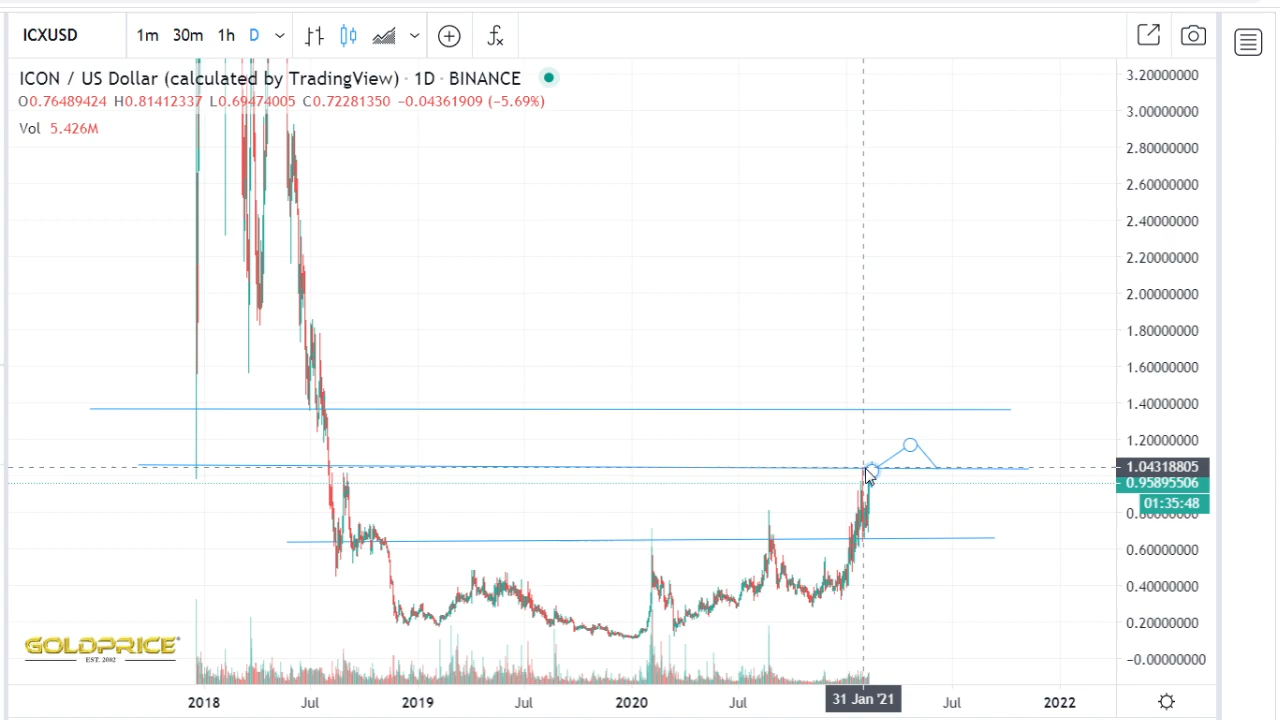 ICXUSD 1m 30m 1h D
ICON / US Dollar (calculated by TradingView) · 1D · BINANCE
O0.76489424 H0.81412337 L0.69474005 C0.72281350 −0.04361909 (−5.69%)
Vol 5.426M
3.20000000
3.00000000
2.80000000
2.60000000
2.40000000
2.20000000
2.00000000
1.80000000
1.60000000
1.40000000
1.20000000
1.04318805
0.95895506
01:35:48
0.80000000
0.60000000
0.40000000
0.20000000
−0.00000000
GOLDPRICE®
EST. 2002
2018 Jul 2019 Jul 2020 Jul 31 Jan '21 Jul 2022